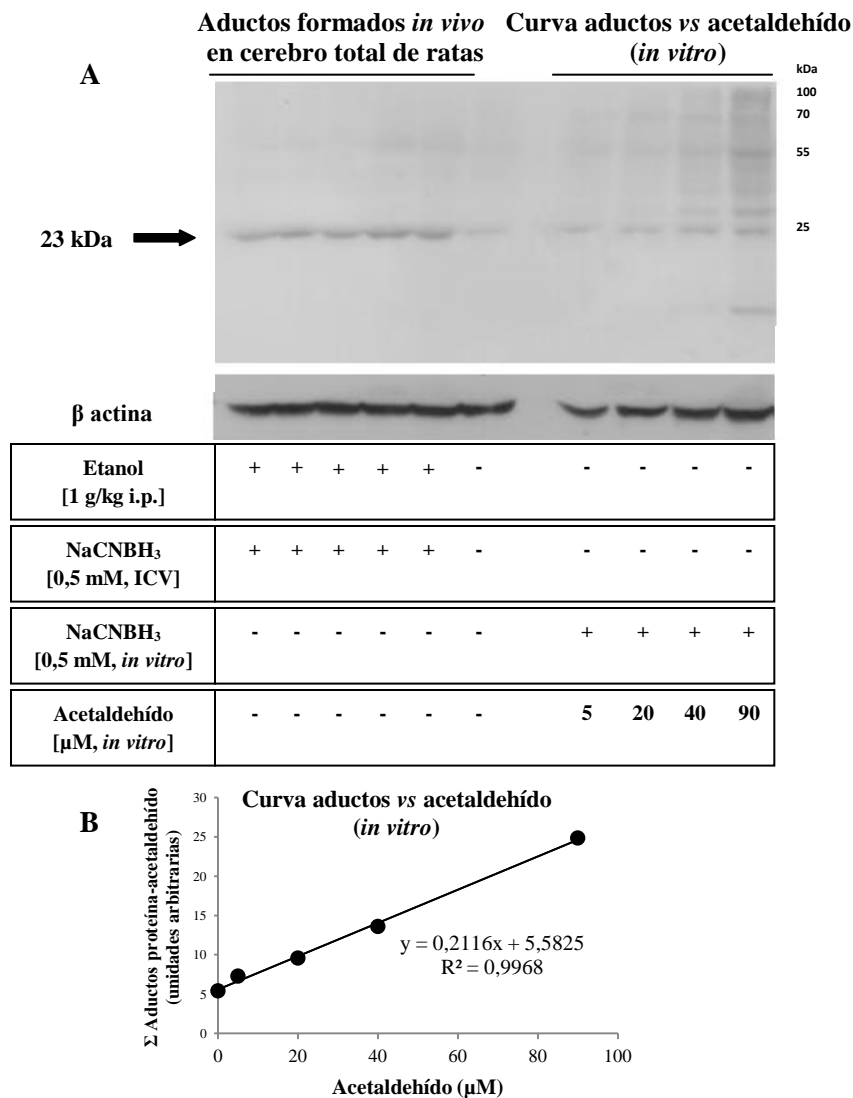 Aductos formados in vivo
en cerebro total de ratas
Curva aductos vs acetaldehído
(in vitro)
A
kDa
100
70
55
25
23 kDa
β actina
Etanol + + + + + - - - - -
[1 g/kg i.p.]
NaCNBH₃ + + + + + - - - - -
[0,5 mM, ICV]
NaCNBH₃ - - - - - - + + + +
[0,5 mM, in vitro]
Acetaldehído - - - - - - 5 20 40 90
[µM, in vitro]
B
Curva aductos vs acetaldehído
(in vitro)
Σ Aductos proteína-acetaldehído
(unidades arbitrarias)
30
25
20
15
10
5
0
y = 0,2116x + 5,5825
R² = 0,9968
0 20 40 60 80 100
Acetaldehído (µM)